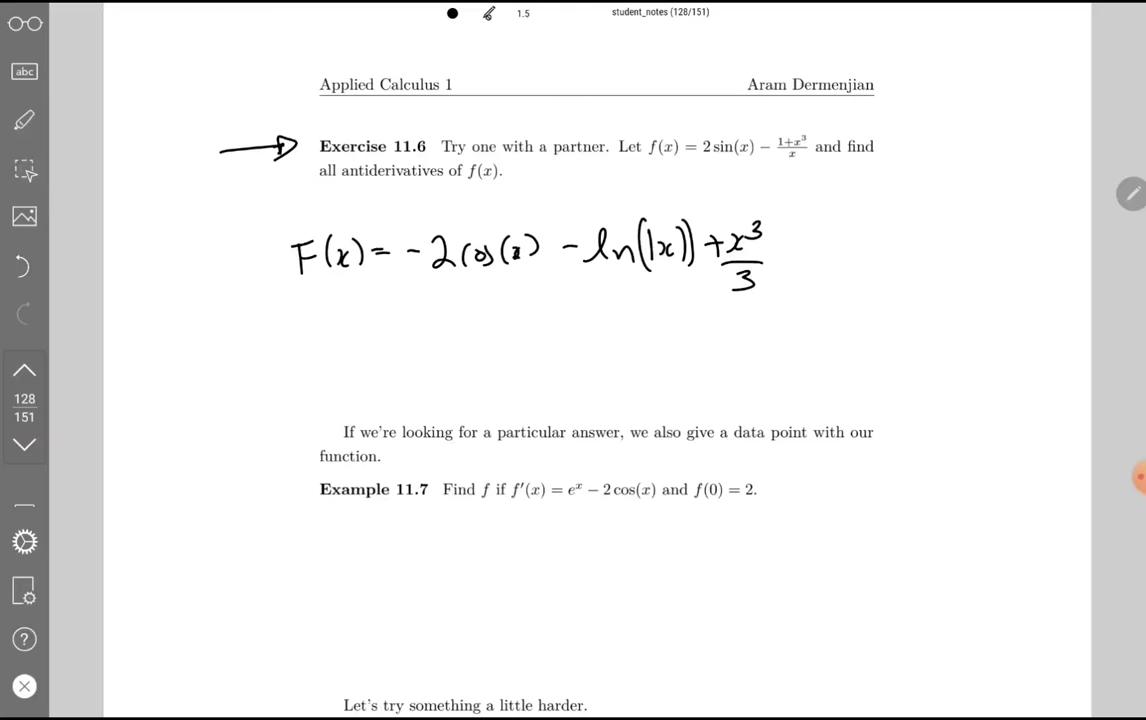 1.5 student_notes (128/151)
abc
Applied Calculus 1 Aram Dermenjian
Exercise 11.6 Try one with a partner. Let f(x) = 2 sin(x) − (1+x³)/x and find
all antiderivatives of f(x).
F(x) = -2cos(x) - ln(|x|) + x³/3
128
151
If we're looking for a particular answer, we also give a data point with our
function.
Example 11.7 Find f if f′(x) = eˣ − 2 cos(x) and f(0) = 2.
?
Let's try something a little harder.